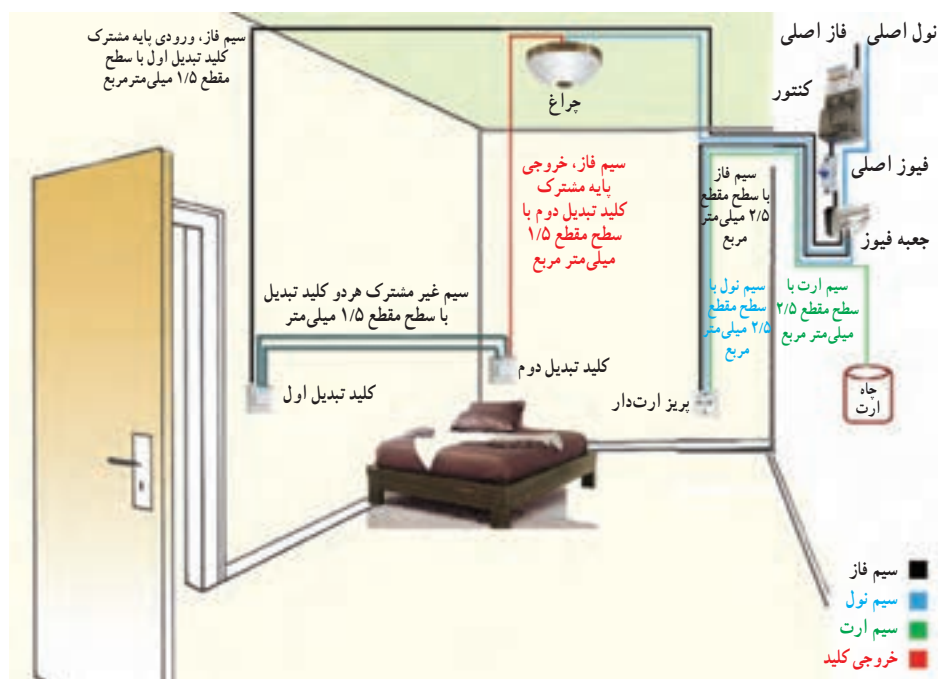 نول اصلی
فاز اصلی
کنتور
فیوز اصلی
جعبه فیوز
سیم فاز، ورودی پایه مشترک
کلید تبدیل اول با سطح
مقطع ۱/۵ میلی‌مترمربع
چراغ
سیم فاز، خروجی
پایه مشترک
کلید تبدیل دوم با
سطح مقطع ۱/۵
میلی‌متر مربع
سیم فاز
با سطح مقطع
۲/۵ میلی‌متر
مربع
سیم نول با
سطح مقطع
۲/۵ میلی‌متر
مربع
سیم ارت با
سطح مقطع ۲/۵
میلی‌متر مربع
سیم غیر مشترک هردو کلید تبدیل
با سطح مقطع ۱/۵ میلی‌متر
کلید تبدیل دوم
کلید تبدیل اول
پریز ارت‌دار
چاه
ارت
سیم فاز
سیم نول
سیم ارت
خروجی کلید